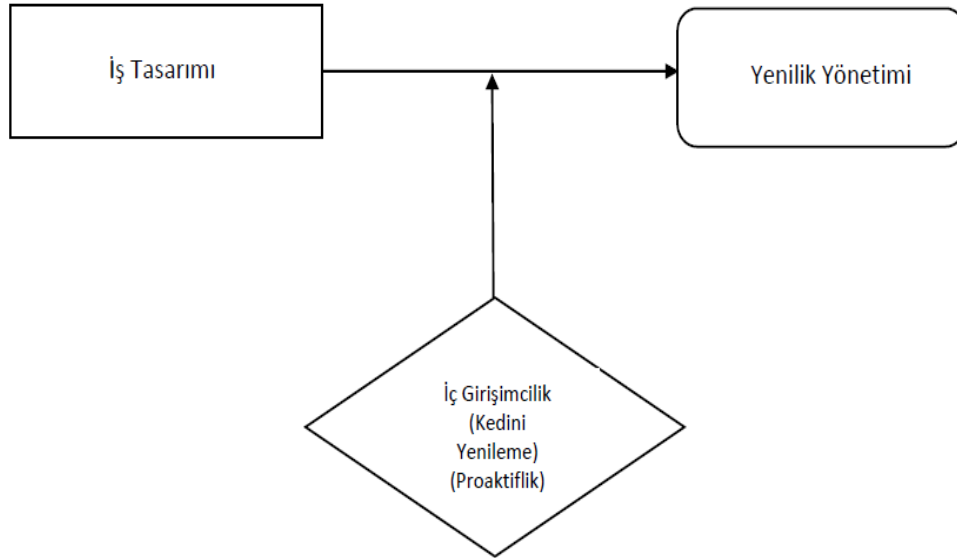 İş Tasarımı
Yenilik Yönetimi
İç Girişimcilik
(Kedini
Yenileme)
(Proaktiflik)